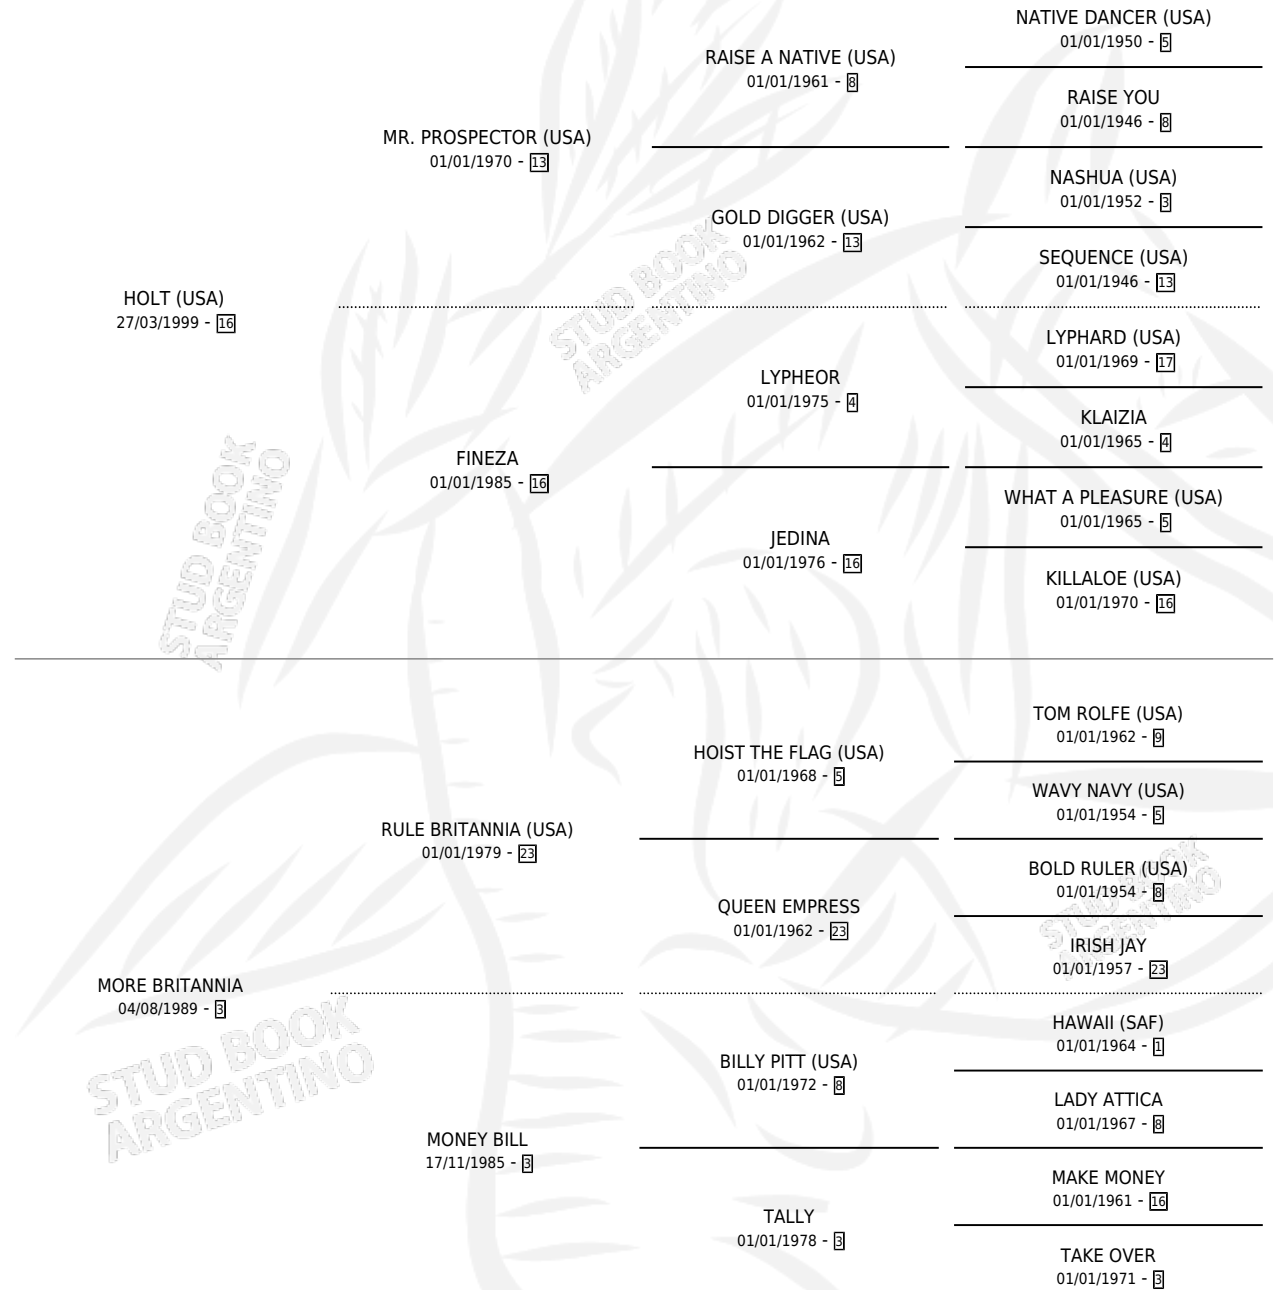 NATIVE DANCER (USA)
01/01/1950 - 5
RAISE A NATIVE (USA)
01/01/1961 - 8
RAISE YOU
01/01/1946 - 8
MR. PROSPECTOR (USA)
01/01/1970 - 13
NASHUA (USA)
01/01/1952 - 3
GOLD DIGGER (USA)
01/01/1962 - 13
SEQUENCE (USA)
01/01/1946 - 13
HOLT (USA)
27/03/1999 - 16
LYPHARD (USA)
01/01/1969 - 17
LYPHEOR
01/01/1975 - 4
KLAIZIA
01/01/1965 - 4
FINEZA
01/01/1985 - 16
WHAT A PLEASURE (USA)
01/01/1965 - 5
JEDINA
01/01/1976 - 16
KILLALOE (USA)
01/01/1970 - 16
TOM ROLFE (USA)
01/01/1962 - 9
HOIST THE FLAG (USA)
01/01/1968 - 5
WAVY NAVY (USA)
01/01/1954 - 5
RULE BRITANNIA (USA)
01/01/1979 - 23
BOLD RULER (USA)
01/01/1954 - 8
QUEEN EMPRESS
01/01/1962 - 23
IRISH JAY
01/01/1957 - 23
MORE BRITANNIA
04/08/1989 - 3
HAWAII (SAF)
01/01/1964 - 1
BILLY PITT (USA)
01/01/1972 - 8
LADY ATTICA
01/01/1967 - 8
MONEY BILL
17/11/1985 - 3
MAKE MONEY
01/01/1961 - 16
TALLY
01/01/1978 - 3
TAKE OVER
01/01/1971 - 3
STUD BOOK
ARGENTINO
STUD BOOK
ARGENTINO
STUD BOOK
ARGENTINO
STUD BOOK
ARGENTINO